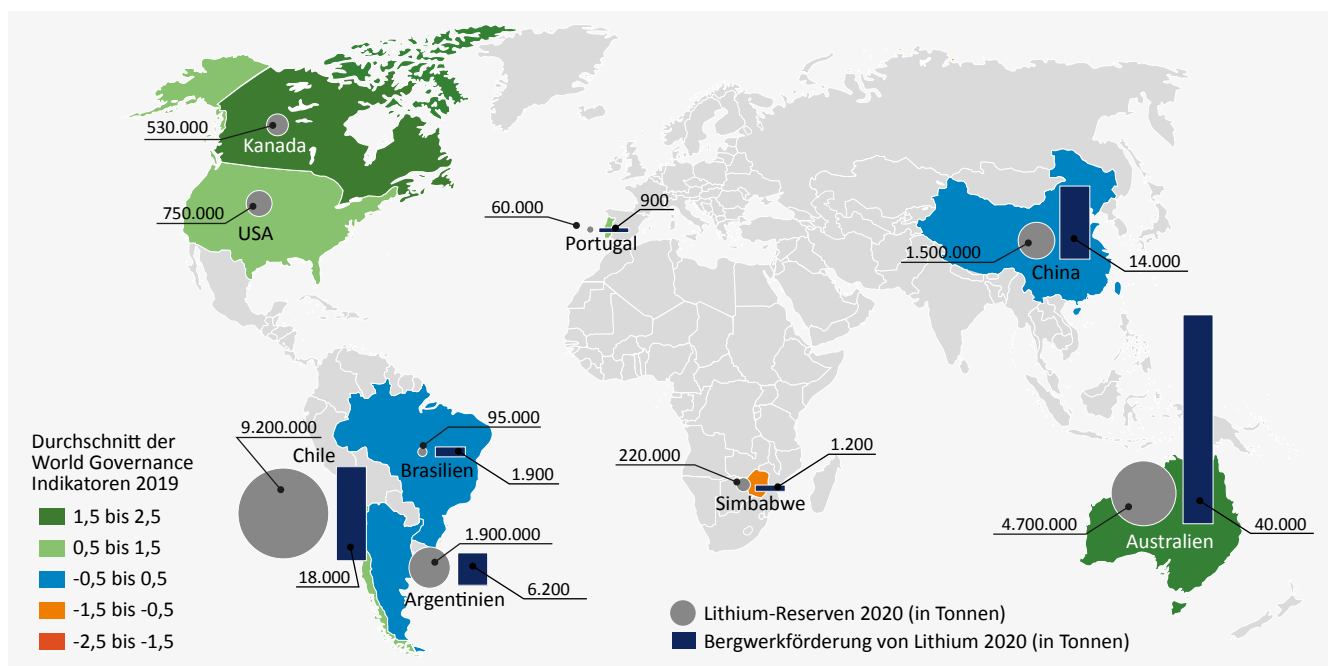 530.000
Kanada
750.000
USA
60.000
900
Portugal
1.500.000
China
14.000
9.200.000
Chile
18.000
95.000
Brasilien
1.900
1.900.000
Argentinien
6.200
220.000
1.200
Simbabwe
4.700.000
Australien
40.000
Durchschnitt der
World Governance
Indikatoren 2019
1,5 bis 2,5
0,5 bis 1,5
-0,5 bis 0,5
-1,5 bis -0,5
-2,5 bis -1,5
Lithium-Reserven 2020 (in Tonnen)
Bergwerkförderung von Lithium 2020 (in Tonnen)